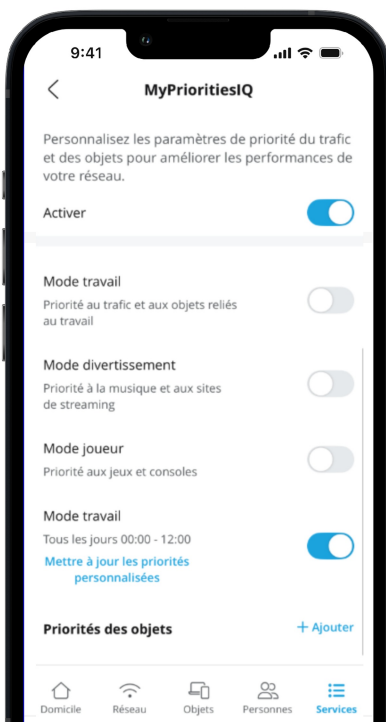 9:41
MyPrioritiesIQ
Personnalisez les paramètres de priorité du trafic
et des objets pour améliorer les performances de
votre réseau.
Activer
Mode travail
Priorité au trafic et aux objets reliés
au travail
Mode divertissement
Priorité à la musique et aux sites
de streaming
Mode joueur
Priorité aux jeux et consoles
Mode travail
Tous les jours 00:00 - 12:00
Mettre à jour les priorités
personnalisées
Priorités des objets
+ Ajouter
Domicile Réseau Objets Personnes Services